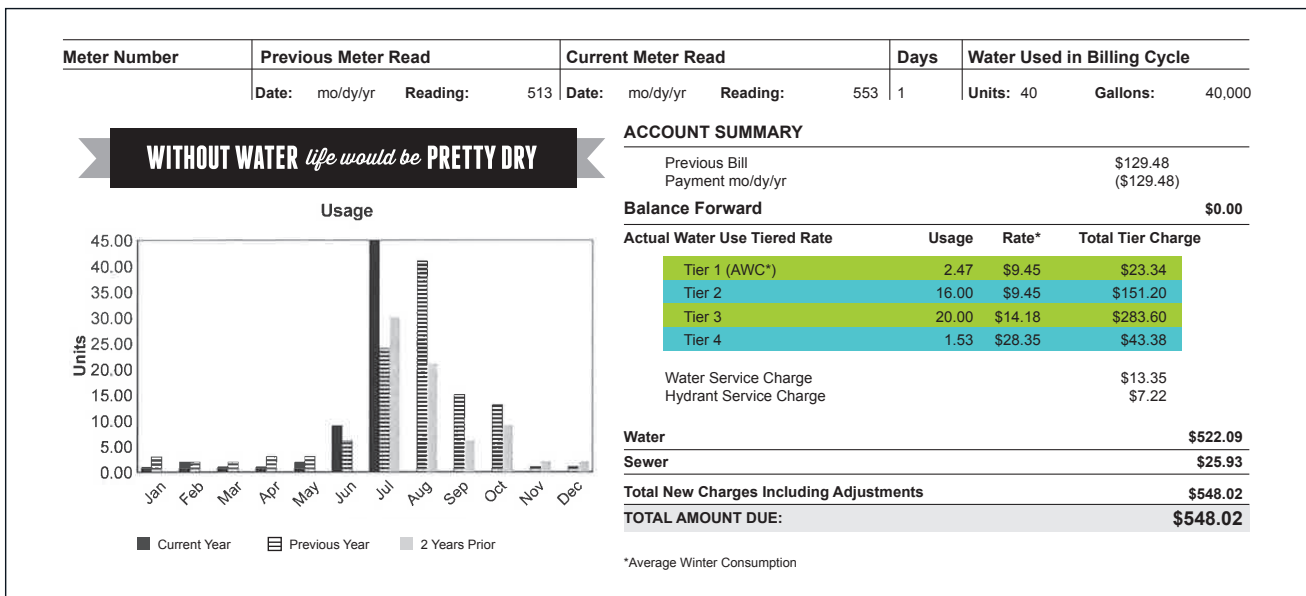 Meter Number Previous Meter Read Current Meter Read Days Water Used in Billing Cycle
Date: mo/dy/yr Reading: 513 Date: mo/dy/yr Reading: 553 1 Units: 40 Gallons: 40,000
WITHOUT WATER life would be PRETTY DRY
Usage
Units
45.00
40.00
35.00
30.00
25.00
20.00
15.00
10.00
5.00
0.00
Jan Feb Mar Apr May Jun Jul Aug Sep Oct Nov Dec
Current Year Previous Year 2 Years Prior
ACCOUNT SUMMARY
Previous Bill $129.48
Payment mo/dy/yr ($129.48)
Balance Forward $0.00
Actual Water Use Tiered Rate Usage Rate* Total Tier Charge
Tier 1 (AWC*) 2.47 $9.45 $23.34
Tier 2 16.00 $9.45 $151.20
Tier 3 20.00 $14.18 $283.60
Tier 4 1.53 $28.35 $43.38
Water Service Charge $13.35
Hydrant Service Charge $7.22
Water $522.09
Sewer $25.93
Total New Charges Including Adjustments $548.02
TOTAL AMOUNT DUE: $548.02
*Average Winter Consumption